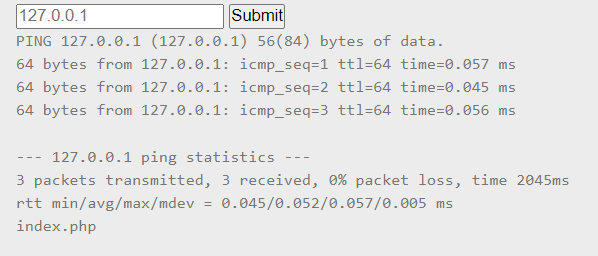 127.0.0.1 Submit
PING 127.0.0.1 (127.0.0.1) 56(84) bytes of data.
64 bytes from 127.0.0.1: icmp_seq=1 ttl=64 time=0.057 ms
64 bytes from 127.0.0.1: icmp_seq=2 ttl=64 time=0.045 ms
64 bytes from 127.0.0.1: icmp_seq=3 ttl=64 time=0.056 ms
--- 127.0.0.1 ping statistics ---
3 packets transmitted, 3 received, 0% packet loss, time 2045ms
rtt min/avg/max/mdev = 0.045/0.052/0.057/0.005 ms
index.php